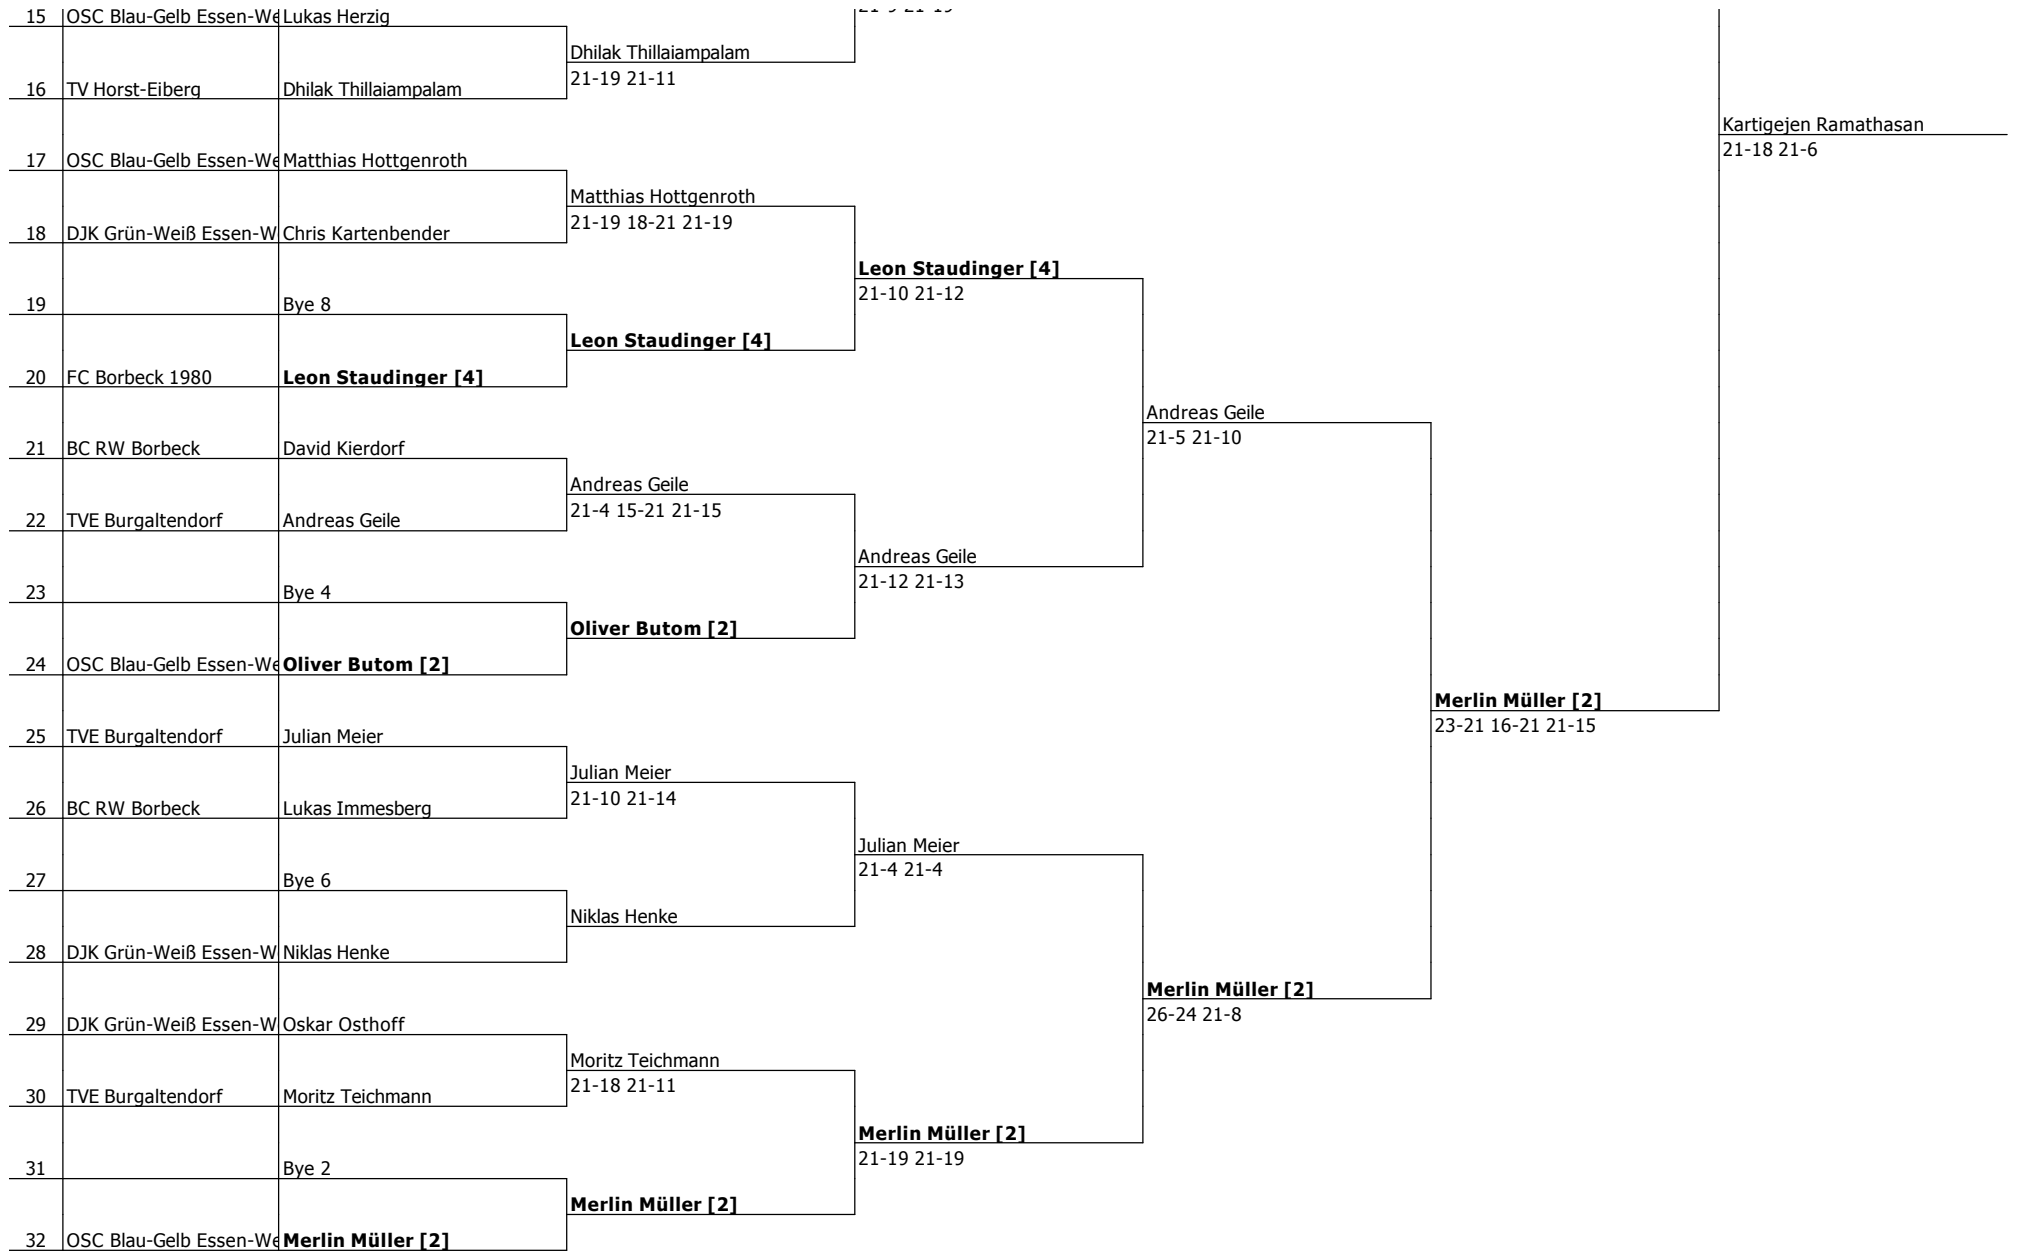 15 OSC Blau-Gelb Essen-We Lukas Herzig
Dhilak Thillaiampalam
21-19 21-11
16 TV Horst-Eiberg Dhilak Thillaiampalam
Kartigejen Ramathasan
21-18 21-6
17 OSC Blau-Gelb Essen-We Matthias Hottgenroth
Matthias Hottgenroth
21-19 18-21 21-19
18 DJK Grün-Weiß Essen-W Chris Kartenbender
Leon Staudinger [4]
21-10 21-12
19 Bye 8
Leon Staudinger [4]
20 FC Borbeck 1980 Leon Staudinger [4]
Andreas Geile
21-5 21-10
21 BC RW Borbeck David Kierdorf
Andreas Geile
21-4 15-21 21-15
22 TVE Burgaltendorf Andreas Geile
Andreas Geile
21-12 21-13
23 Bye 4
Oliver Butom [2]
24 OSC Blau-Gelb Essen-We Oliver Butom [2]
Merlin Müller [2]
23-21 16-21 21-15
25 TVE Burgaltendorf Julian Meier
Julian Meier
21-10 21-14
26 BC RW Borbeck Lukas Immesberg
Julian Meier
21-4 21-4
27 Bye 6
Niklas Henke
28 DJK Grün-Weiß Essen-W Niklas Henke
Merlin Müller [2]
26-24 21-8
29 DJK Grün-Weiß Essen-W Oskar Osthoff
Moritz Teichmann
21-18 21-11
30 TVE Burgaltendorf Moritz Teichmann
Merlin Müller [2]
21-19 21-19
31 Bye 2
Merlin Müller [2]
32 OSC Blau-Gelb Essen-We Merlin Müller [2]